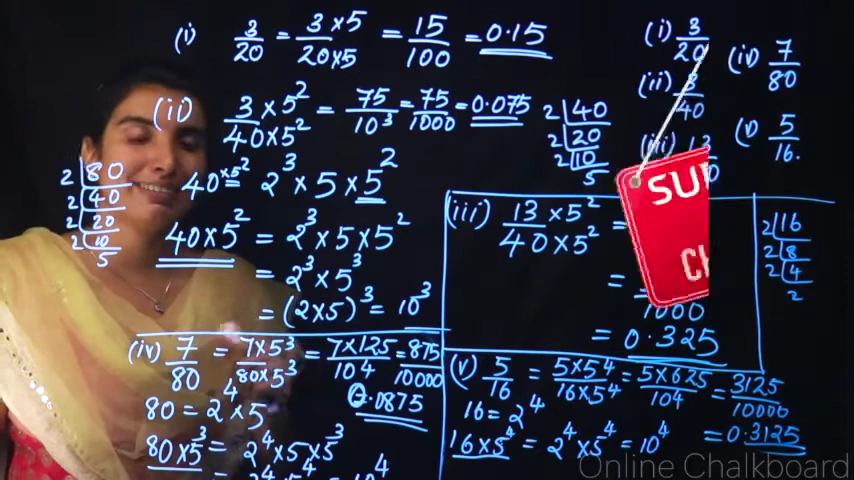 (i) 3/20 = 3×5/20×5 = 15/100 = 0.15
(ii) 3×5²/40×5² = 75/10³ = 75/1000 = 0.075
2 | 40
2 | 20
2 | 10
5
40×5² = 2³×5×5²
40×5² = 2³×5×5²
= 2³×5³
= (2×5)³ = 10³
2 | 80
2 | 40
2 | 20
2 | 10
5
(i) 3/20
(ii) 3/40
(iii)
(iv) 7/80
(v) 5/16.
(iii) 13×5²/40×5² =
=
1000
= 0.325
2 | 16
2 | 8
2 | 4
2
(iv) 7/80 = 7×5³/80×5³ = 7×125/10⁴ = 875/10000
= 0.0875
80 = 2⁴×5
80×5³ = 2⁴×5×5³
(v) 5/16 = 5×5⁴/16×5⁴ = 5×625/10⁴ = 3125/10000
16 = 2⁴
16×5⁴ = 2⁴×5⁴ = 10⁴
= 0.3125
Online Chalkboard